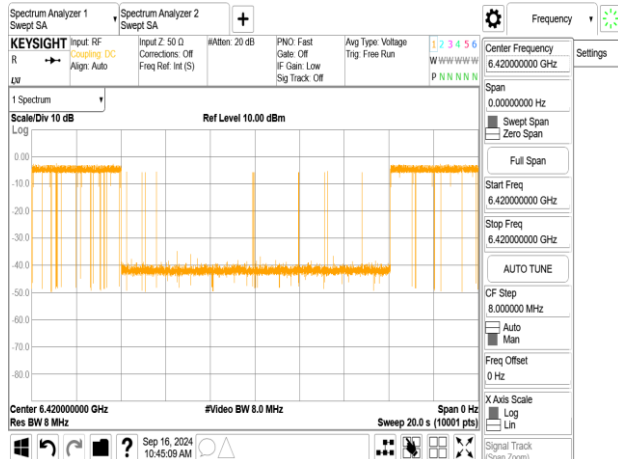 Spectrum Analyzer 1
Swept SA
Spectrum Analyzer 2
Swept SA
+
Frequency
KEYSIGHT
R
LXI
Input: RF
Coupling: DC
Align: Auto
Input Z: 50 Ω
Corrections: Off
Freq Ref: Int (S)
#Atten: 20 dB
PNO: Fast
Gate: Off
IF Gain: Low
Sig Track: Off
Avg Type: Voltage
Trig: Free Run
1 2 3 4 5 6
W W W W W W
P N N N N N
1 Spectrum
Scale/Div 10 dB
Ref Level 10.00 dBm
Log
0.00
-10.0
-20.0
-30.0
-40.0
-50.0
-60.0
-70.0
-80.0
Center 6.420000000 GHz
#Video BW 8.0 MHz
Span 0 Hz
Res BW 8 MHz
Sweep 20.0 s (10001 pts)
?
Sep 16, 2024
10:45:09 AM
Center Frequency
6.420000000 GHz
Settings
Span
0.00000000 Hz
Swept Span
Zero Span
Full Span
Start Freq
6.420000000 GHz
Stop Freq
6.420000000 GHz
AUTO TUNE
CF Step
8.000000 MHz
Auto
Man
Freq Offset
0 Hz
X Axis Scale
Log
Lin
Signal Track
(Span Zoom)